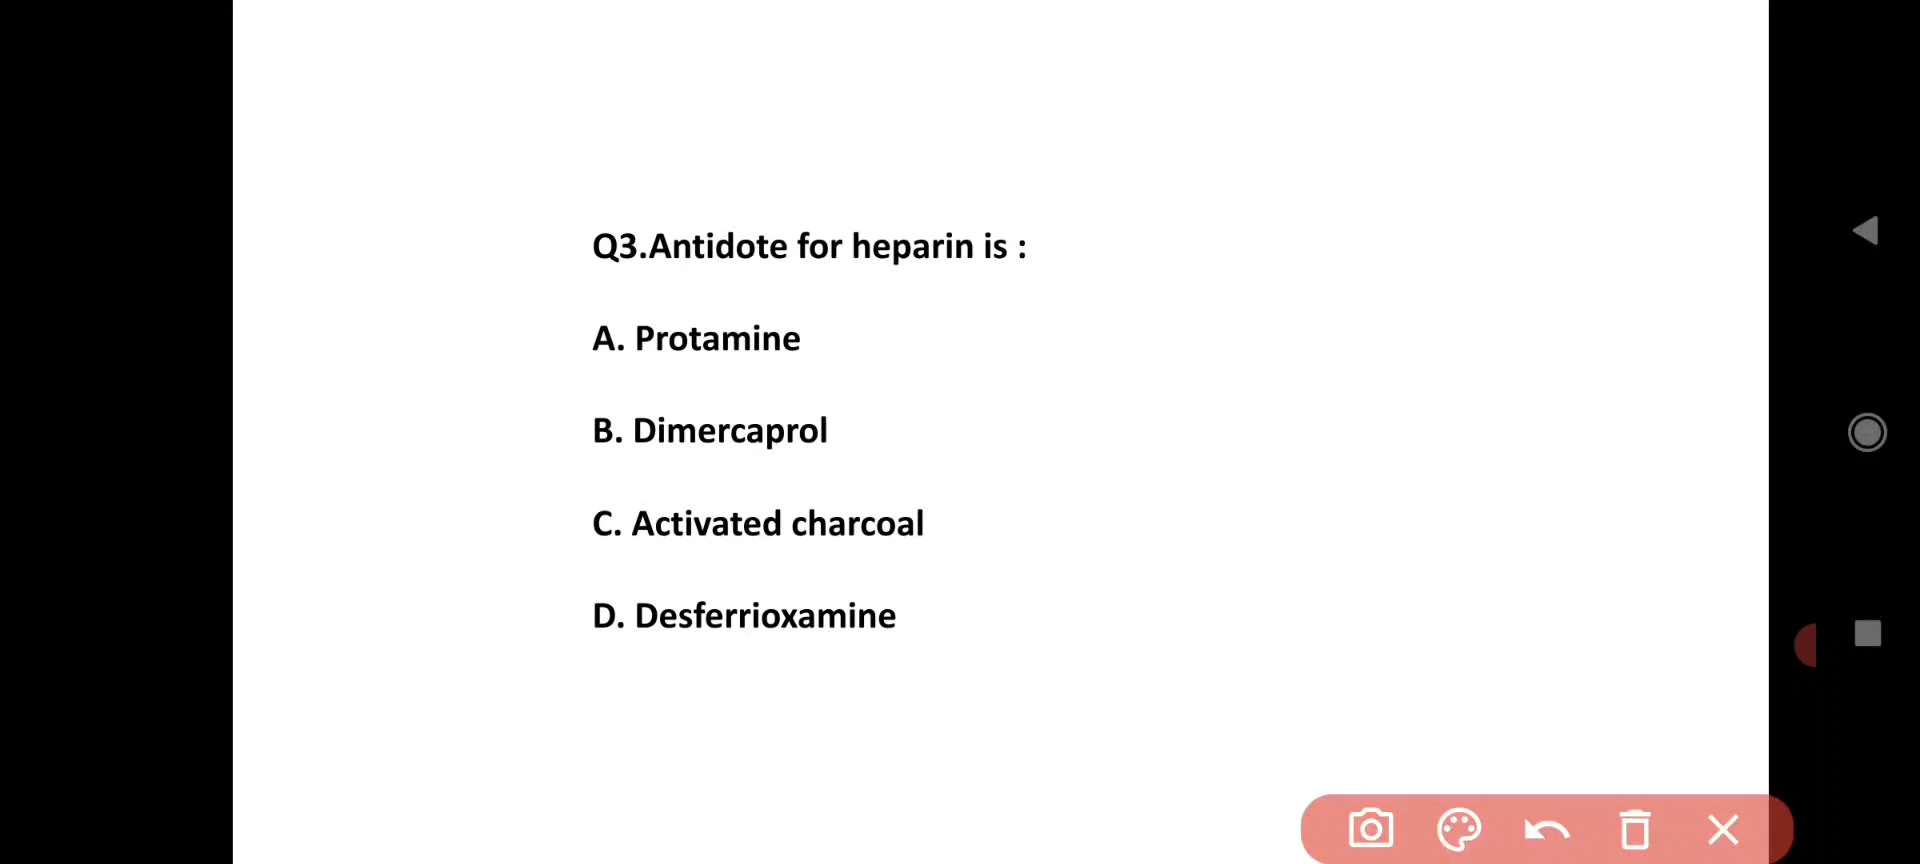 Q3.Antidote for heparin is :
A. Protamine
B. Dimercaprol
C. Activated charcoal
D. Desferrioxamine